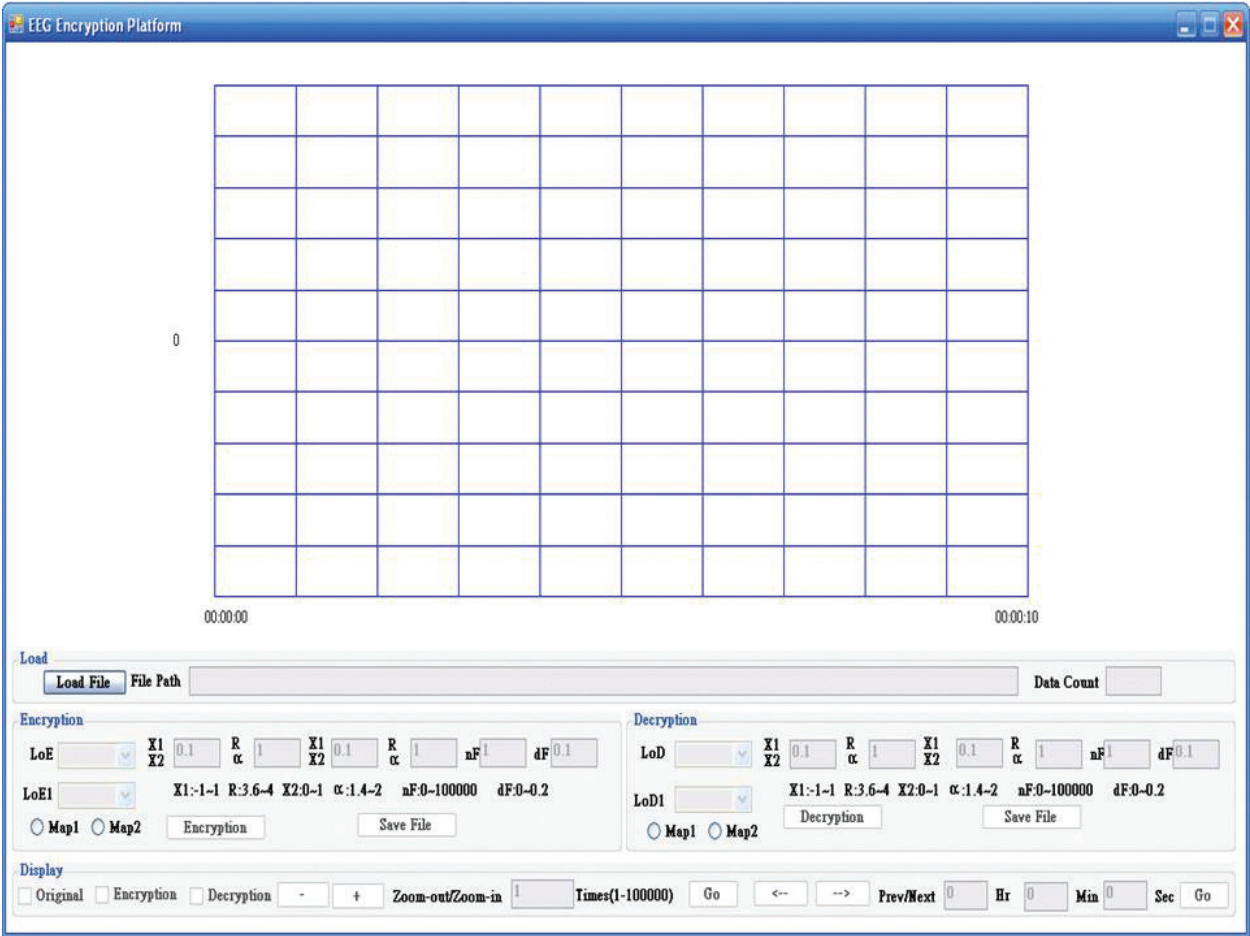 EEG Encryption Platform
0
00:00:00 00:00:10
Load
Load File File Path Data Count
Encryption
LoE X1 X2 0.1 R α 1 X1 X2 0.1 R α 1 nF 1 dF 0.1
LoE1 X1:-1~1 R:3.6~4 X2:0~1 α:1.4~2 nF:0~100000 dF:0~0.2
Map1 Map2 Encryption Save File
Decryption
LoD X1 X2 0.1 R α 1 X1 X2 0.1 R α 1 nF 1 dF 0.1
LoD1 X1:-1~1 R:3.6~4 X2:0~1 α:1.4~2 nF:0~100000 dF:0~0.2
Map1 Map2 Decryption Save File
Display
Original Encryption Decryption - + Zoom-out/Zoom-in 1 Times(1-100000) Go <-- --> Prev/Next 0 Hr 0 Min 0 Sec Go